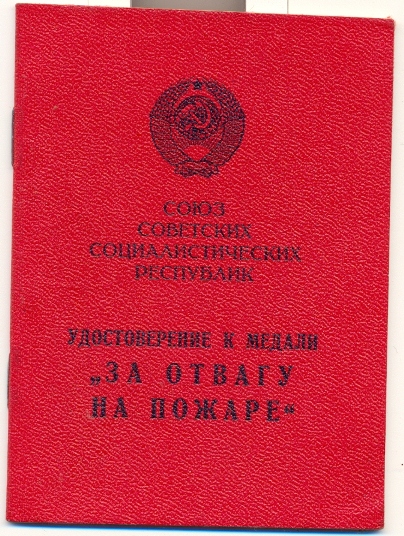 СОЮЗ
СОВЕТСКИХ
СОЦИАЛИСТИЧЕСКИХ
РЕСПУБЛИК
УДОСТОВЕРЕНИЕ К МЕДАЛИ
„ЗА ОТВАГУ
НА ПОЖАРЕ“